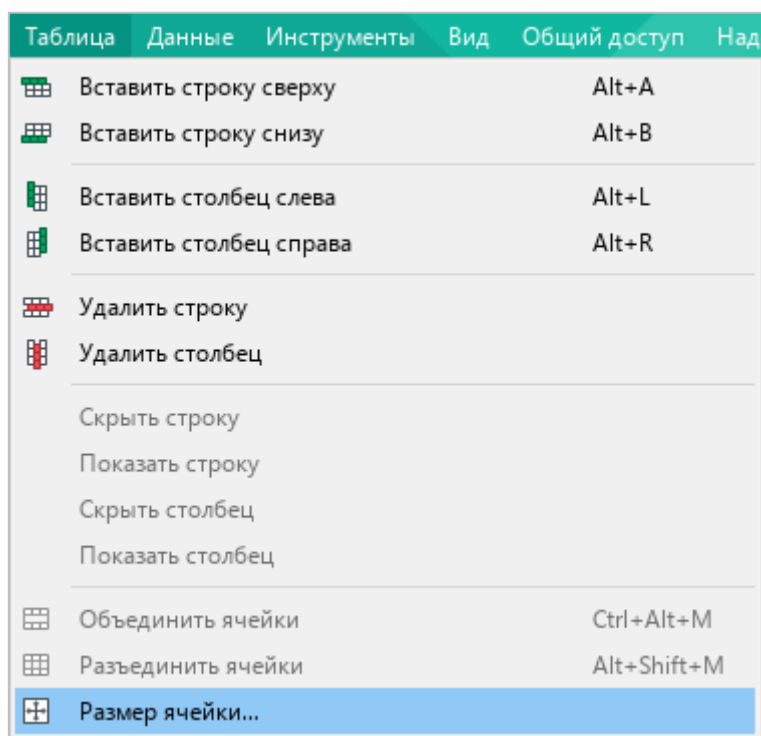 Таблица Данные Инструменты Вид Общий доступ Над
Вставить строку сверху Alt+A
Вставить строку снизу Alt+B
Вставить столбец слева Alt+L
Вставить столбец справа Alt+R
Удалить строку
Удалить столбец
Скрыть строку
Показать строку
Скрыть столбец
Показать столбец
Объединить ячейки Ctrl+Alt+M
Разъединить ячейки Alt+Shift+M
Размер ячейки...